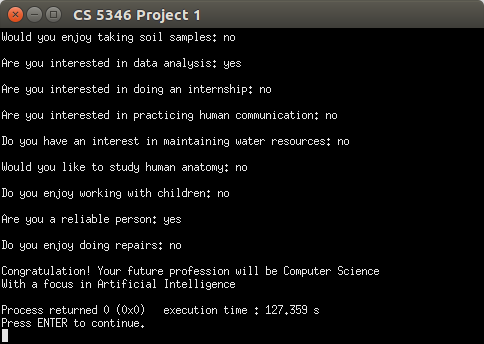 CS 5346 Project 1
Would you enjoy taking soil samples: no
Are you interested in data analysis: yes
Are you interested in doing an internship: no
Are you interested in practicing human communication: no
Do you have an interest in maintaining water resources: no
Would you like to study human anatomy: no
Do you enjoy working with children: no
Are you a reliable person: yes
Do you enjoy doing repairs: no
Congratulation! Your future profession will be Computer Science
With a focus in Artificial Intelligence
Process returned 0 (0x0)   execution time : 127.359 s
Press ENTER to continue.